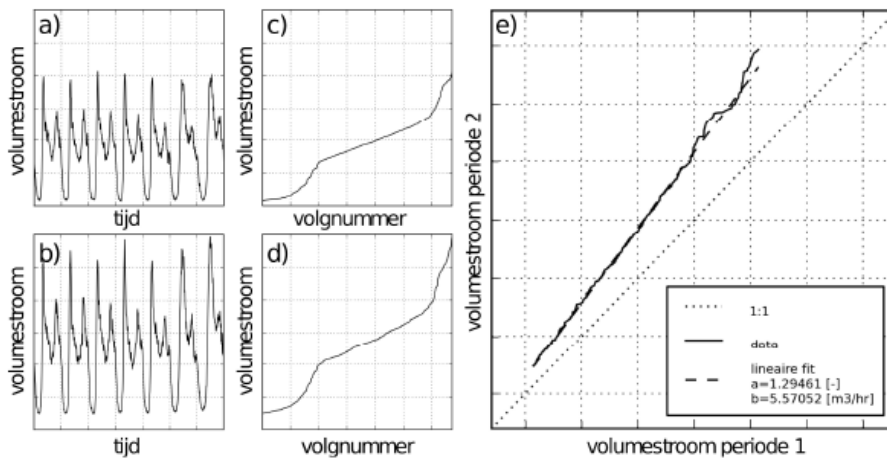 a)
volumestroom
tijd
b)
volumestroom
tijd
c)
volumestroom
volgnummer
d)
volumestroom
volgnummer
e)
volumestroom periode 2
1:1
data
lineaire fit
a=1.29461 [-]
b=5.57052 [m3/hr]
volumestroom periode 1